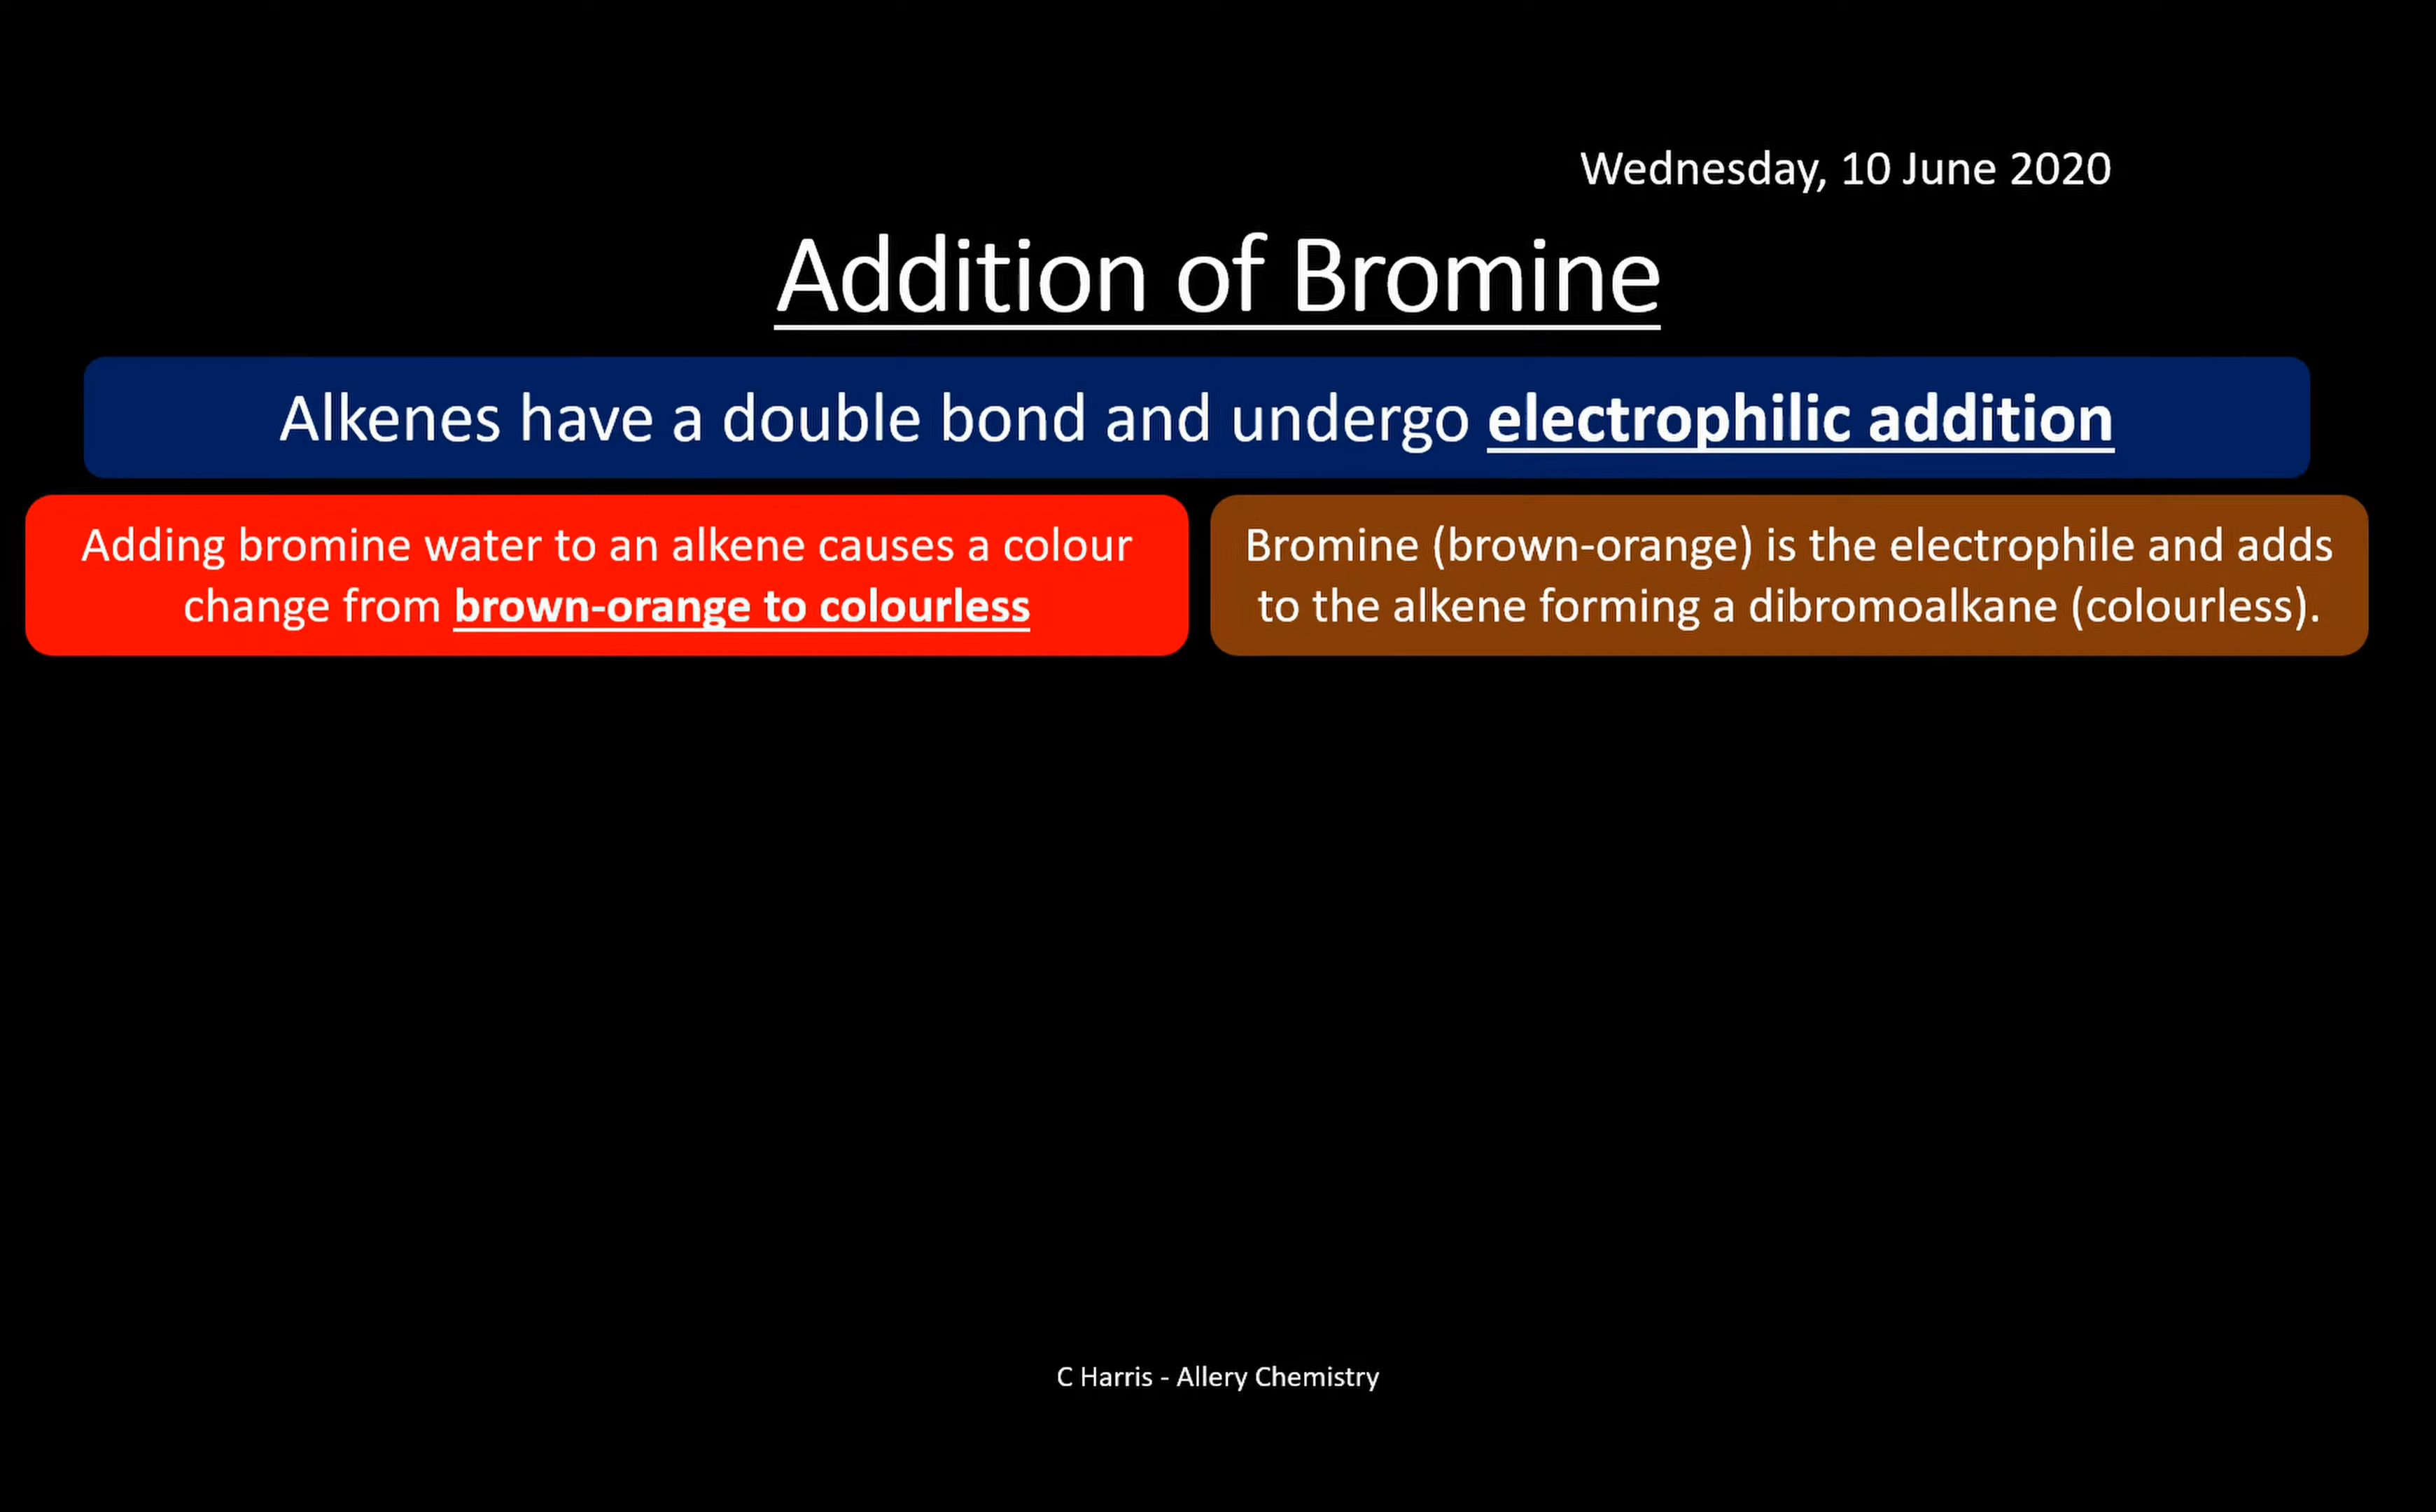 Wednesday, 10 June 2020
Addition of Bromine
Alkenes have a double bond and undergo electrophilic addition
Adding bromine water to an alkene causes a colour
change from brown-orange to colourless
Bromine (brown-orange) is the electrophile and adds
to the alkene forming a dibromoalkane (colourless).
C Harris - Allery Chemistry